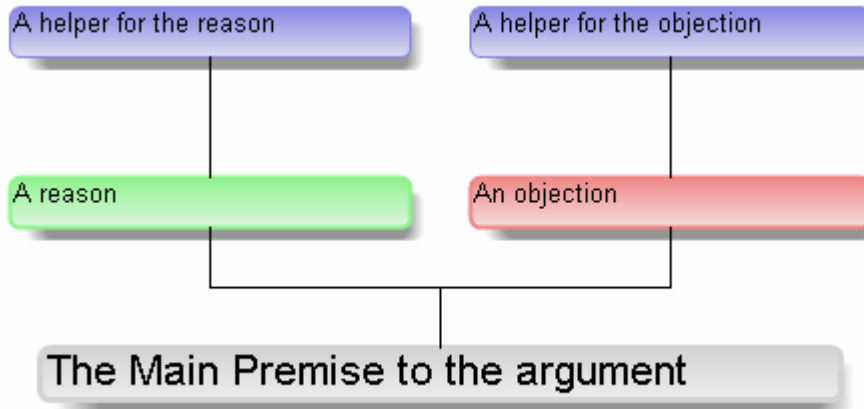 A helper for the reason
A helper for the objection
A reason
An objection
The Main Premise to the argument